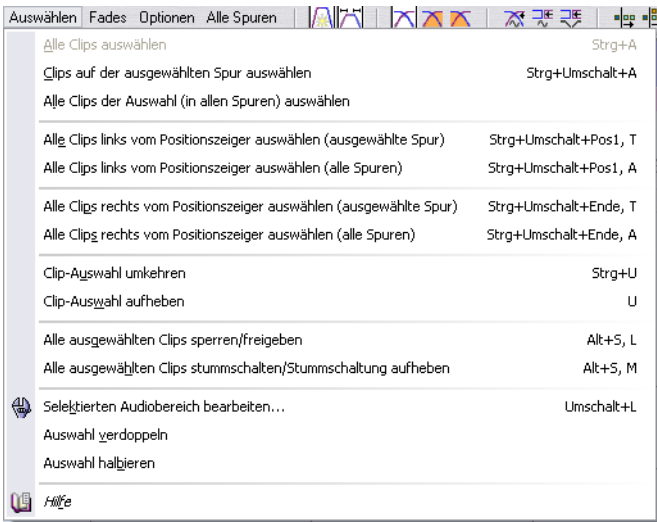 Auswählen Fades Optionen Alle Spuren
Alle Clips auswählen Strg+A
Clips auf der ausgewählten Spur auswählen Strg+Umschalt+A
Alle Clips der Auswahl (in allen Spuren) auswählen
Alle Clips links vom Positionszeiger auswählen (ausgewählte Spur) Strg+Umschalt+Pos1, T
Alle Clips links vom Positionszeiger auswählen (alle Spuren) Strg+Umschalt+Pos1, A
Alle Clips rechts vom Positionszeiger auswählen (ausgewählte Spur) Strg+Umschalt+Ende, T
Alle Clips rechts vom Positionszeiger auswählen (alle Spuren) Strg+Umschalt+Ende, A
Clip-Auswahl umkehren Strg+U
Clip-Auswahl aufheben U
Alle ausgewählten Clips sperren/freigeben Alt+S, L
Alle ausgewählten Clips stummschalten/Stummschaltung aufheben Alt+S, M
Selektierten Audiobereich bearbeiten... Umschalt+L
Auswahl verdoppeln
Auswahl halbieren
Hilfe